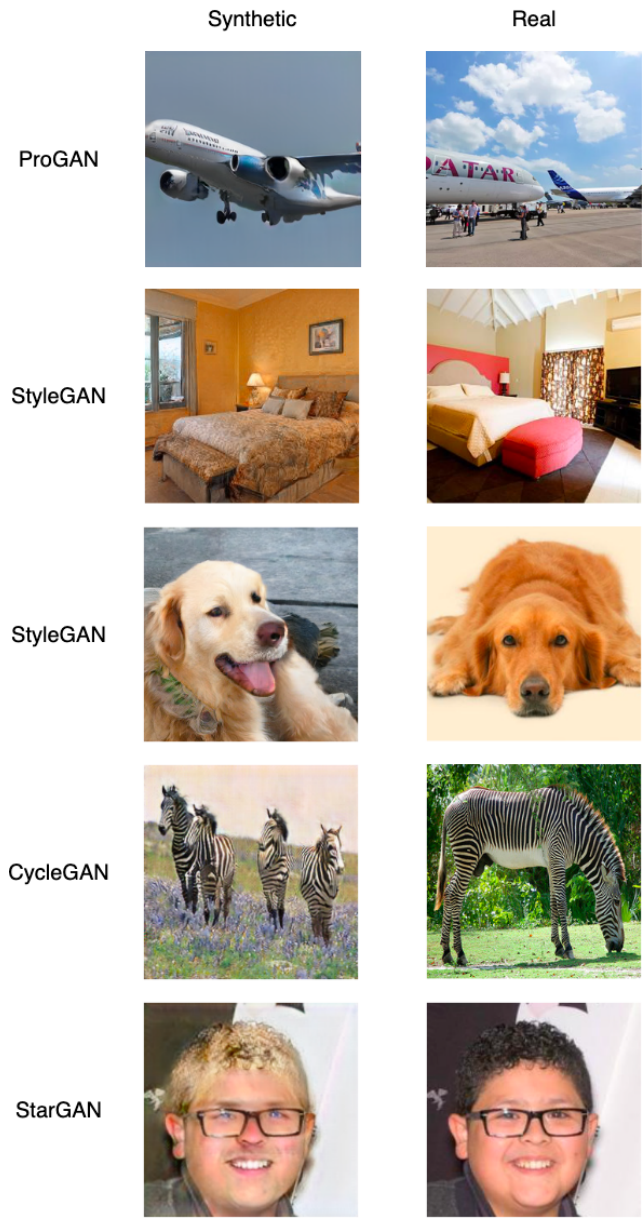 Synthetic Real
ProGAN
QATAR
StyleGAN
StyleGAN
CycleGAN
StarGAN